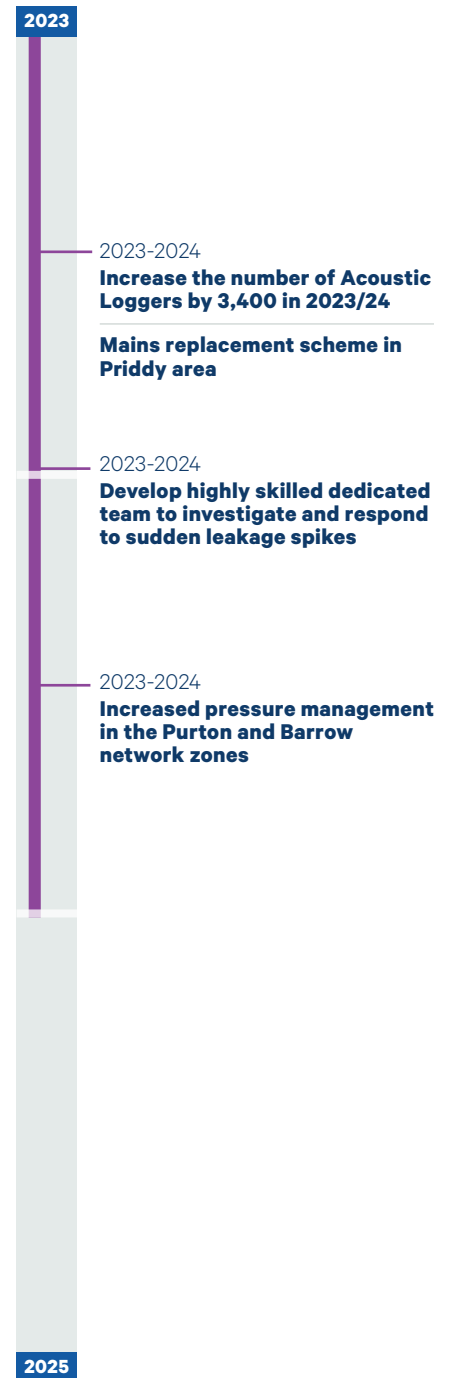 2023
2023-2024
Increase the number of Acoustic
Loggers by 3,400 in 2023/24
Mains replacement scheme in
Priddy area
2023-2024
Develop highly skilled dedicated
team to investigate and respond
to sudden leakage spikes
2023-2024
Increased pressure management
in the Purton and Barrow
network zones
2025